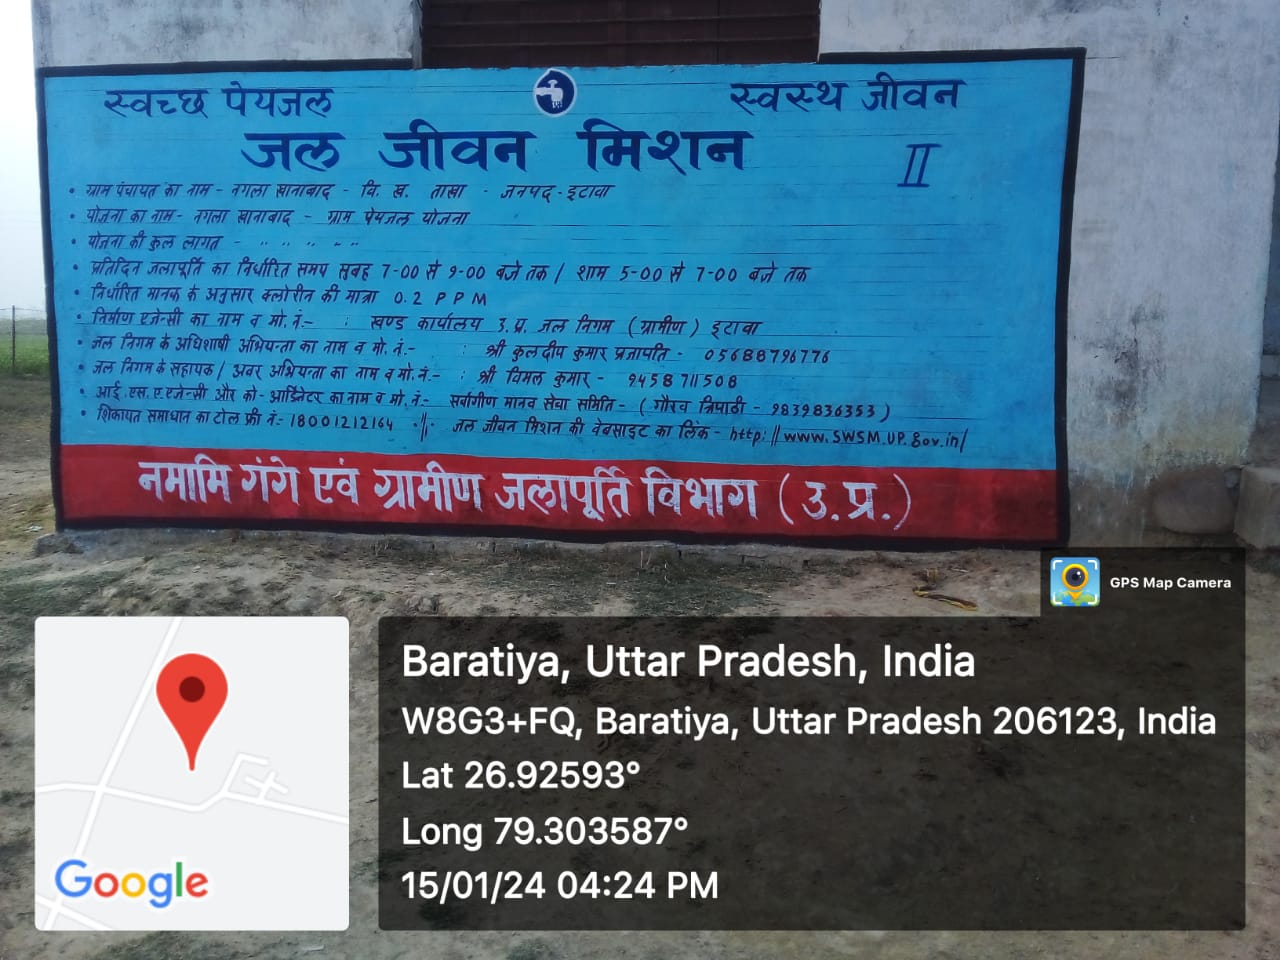 स्वच्छ पेयजल
स्वस्थ जीवन
जल जीवन मिशन
II
• ग्राम पंचायत का नाम - नगला खानाबाद - वि. ख. ताखा - जनपद - इटावा
• योजना का नाम - नगला खानाबाद - ग्राम पेयजल योजना
• योजना की कुल लागत - " " " " "
• प्रतिदिन जलापूर्ति का निर्धारित समय सुबह 7-00 से 9-00 बजे तक / शाम 5-00 से 7-00 बजे तक
• निर्धारित मानक के अनुसार क्लोरीन की मात्रा 0.2 PPM
• निर्माण एजेन्सी का नाम व मो. नं.- : खण्ड कार्यालय उ.प्र. जल निगम (ग्रामीण) इटावा
• जल निगम के अधिशाषी अभियन्ता का नाम व मो. नं.- : श्री कुलदीप कुमार प्रजापति - 05688796776
• जल निगम के सहायक / अवर अभियन्ता का नाम व मो. नं.- : श्री विमल कुमार - 9458711508
• आई.एस.ए.एजेन्सी और को-आर्डिनेटर का नाम व मो. नं.- सर्वांगीण मानव सेवा समिति - (गौरव त्रिपाठी - 9839836353)
• शिकायत समाधान का टोल फ्री नं.- 18001212164 -||- जल जीवन मिशन की वेबसाइट का लिंक - http:||www.SWSM.UP.Gov.in/
नमामि गंगे एवं ग्रामीण जलापूर्ति विभाग (उ.प्र.)
GPS Map Camera
Baratiya, Uttar Pradesh, India
W8G3+FQ, Baratiya, Uttar Pradesh 206123, India
Lat 26.92593°
Long 79.303587°
15/01/24 04:24 PM
Google